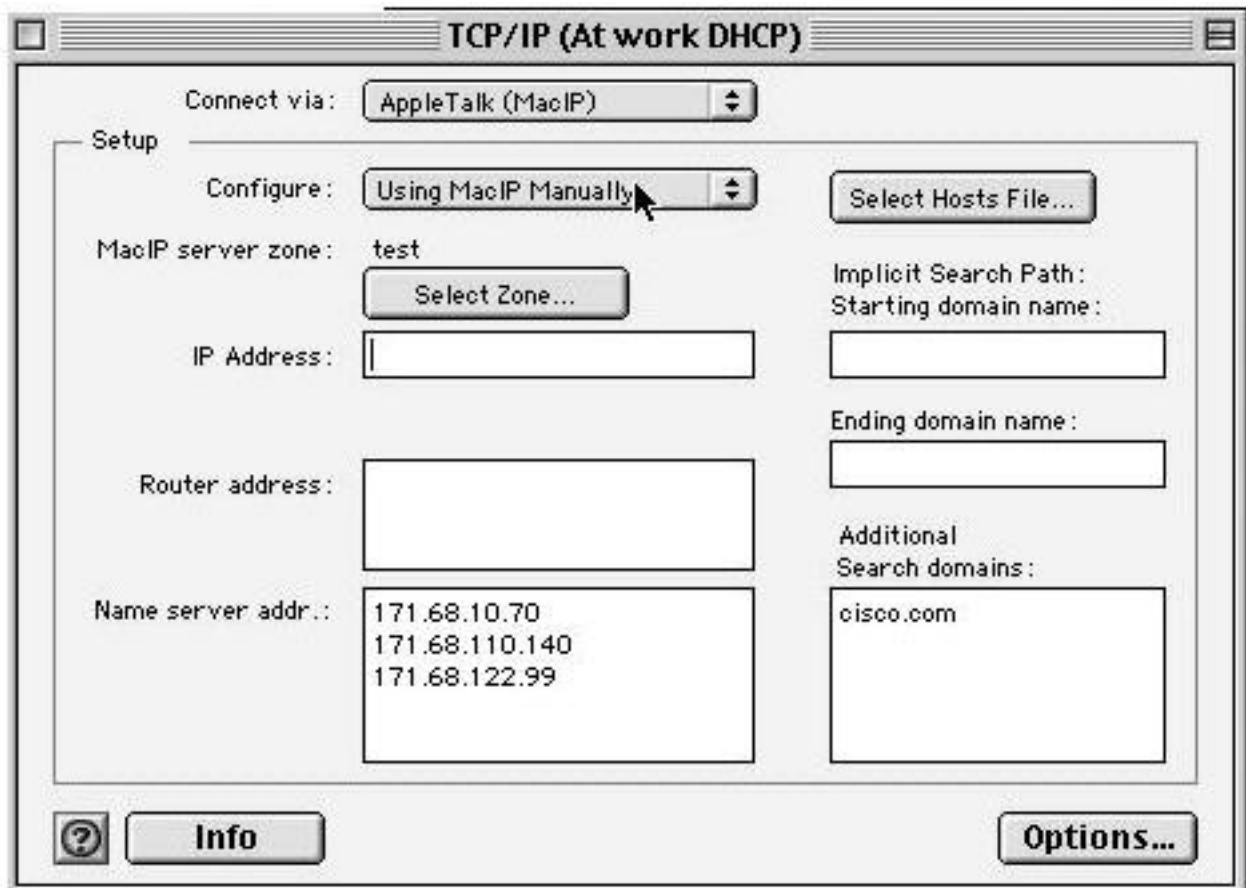 TCP/IP (At work DHCP)
Connect via: AppleTalk (MacIP)
Setup
Configure: Using MacIP Manually
Select Hosts File...
MacIP server zone: test
Select Zone...
Implicit Search Path:
Starting domain name:
IP Address:
Ending domain name:
Router address:
Additional
Search domains:
Name server addr.: 171.68.10.70
171.68.110.140
171.68.122.99
cisco.com
?
Info
Options...